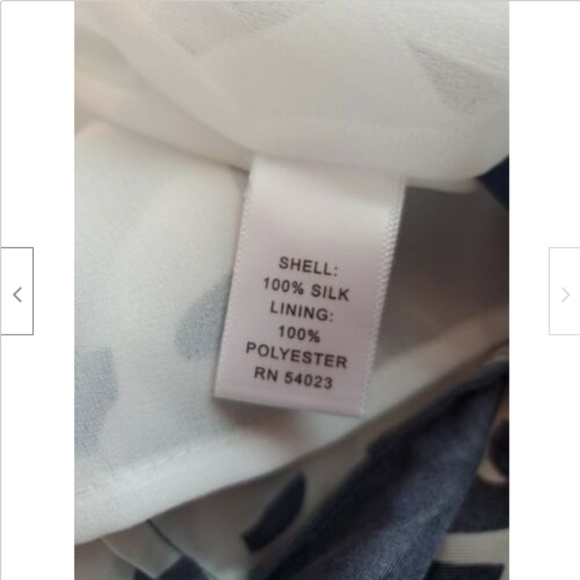 SHELL:
100% SILK
LINING:
100%
POLYESTER
RN 54023